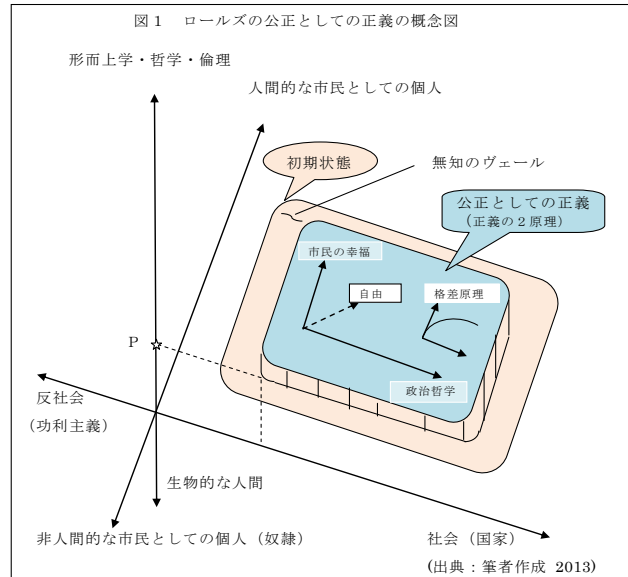 図1 ロールズの公正としての正義の概念図
形而上学・哲学・倫理
人間的な市民としての個人
初期状態
無知のヴェール
公正としての正義
(正義の2原理)
市民の幸福
自由
格差原理
P
政治哲学
反社会
(功利主義)
生物的な人間
非人間的な市民としての個人(奴隷)
社会(国家)
(出典:筆者作成 2013)